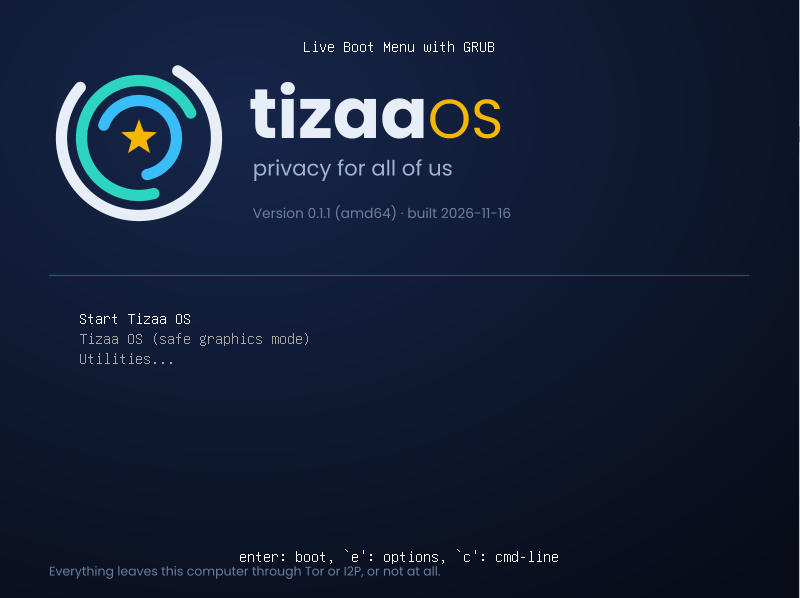 Live Boot Menu with GRUB
tizaaos
privacy for all of us
Version 0.1.1 (amd64) · built 2026-11-16
Start Tizaa OS
Tizaa OS (safe graphics mode)
Utilities...
enter: boot, `e': options, `c': cmd-line
Everything leaves this computer through Tor or I2P, or not at all.